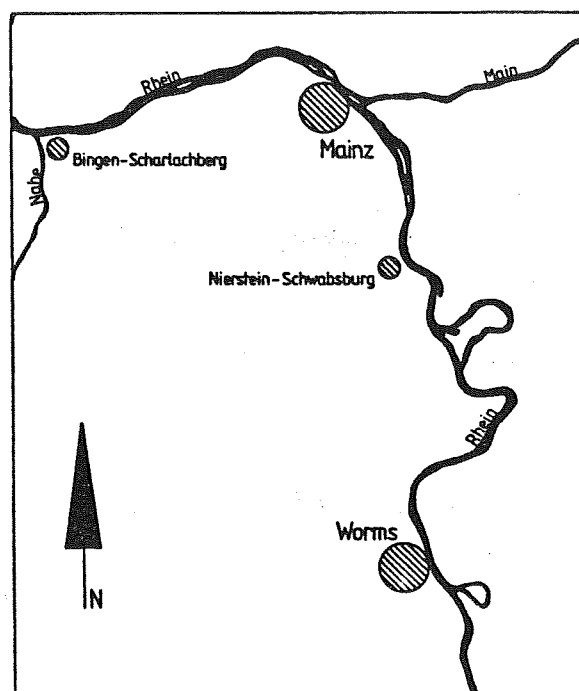 Rhein
Main
Mainz
Bingen-Scharlachberg
Nahe
Nierstein-Schwabsburg
Rhein
Worms
N